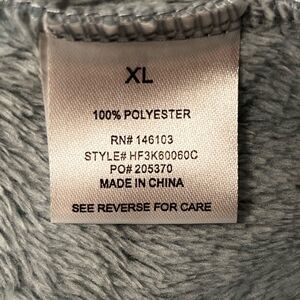 XL
100% POLYESTER
RN# 146103
STYLE# HF3K60060C
PO# 205370
MADE IN CHINA
SEE REVERSE FOR CARE